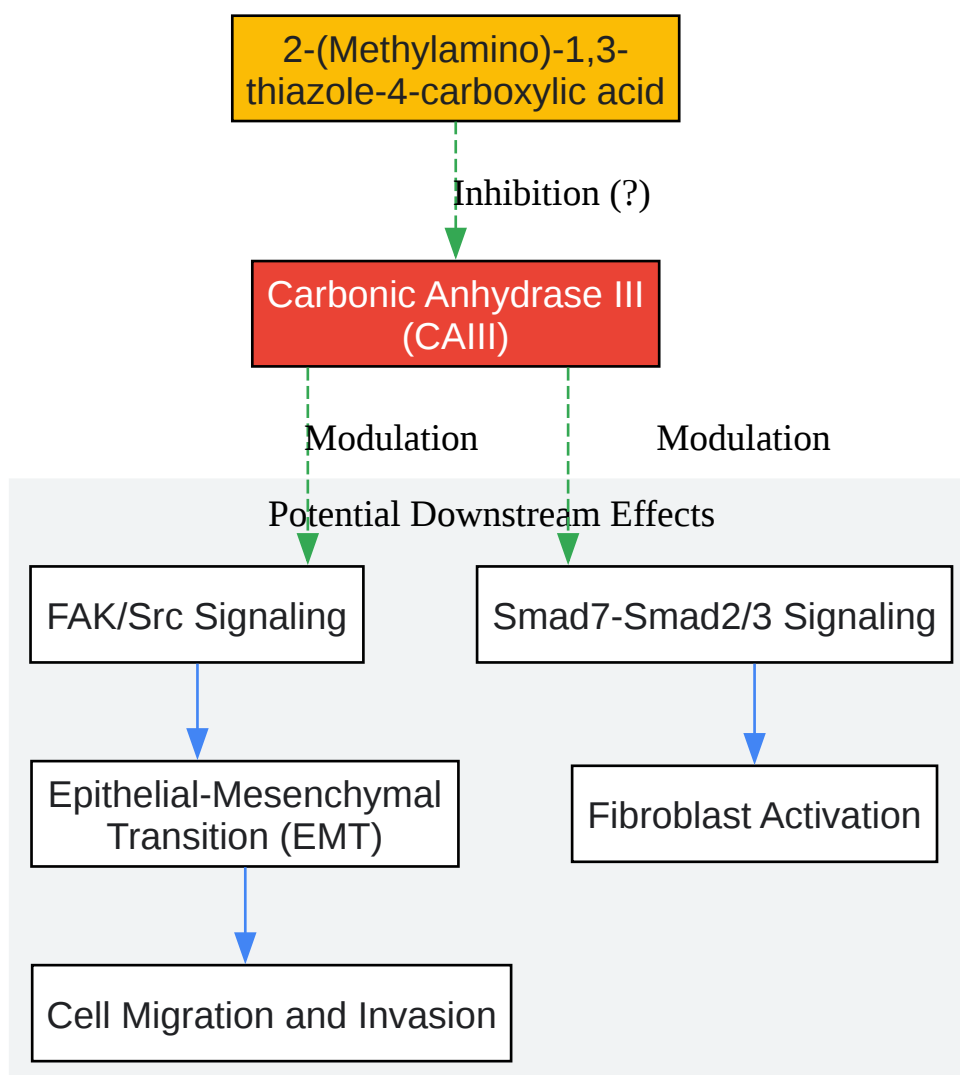 2-(Methylamino)-1,3-
thiazole-4-carboxylic acid
Inhibition (?)
Carbonic Anhydrase III
(CAIII)
Modulation
Modulation
Potential Downstream Effects
FAK/Src Signaling
Smad7-Smad2/3 Signaling
Epithelial-Mesenchymal
Transition (EMT)
Fibroblast Activation
Cell Migration and Invasion